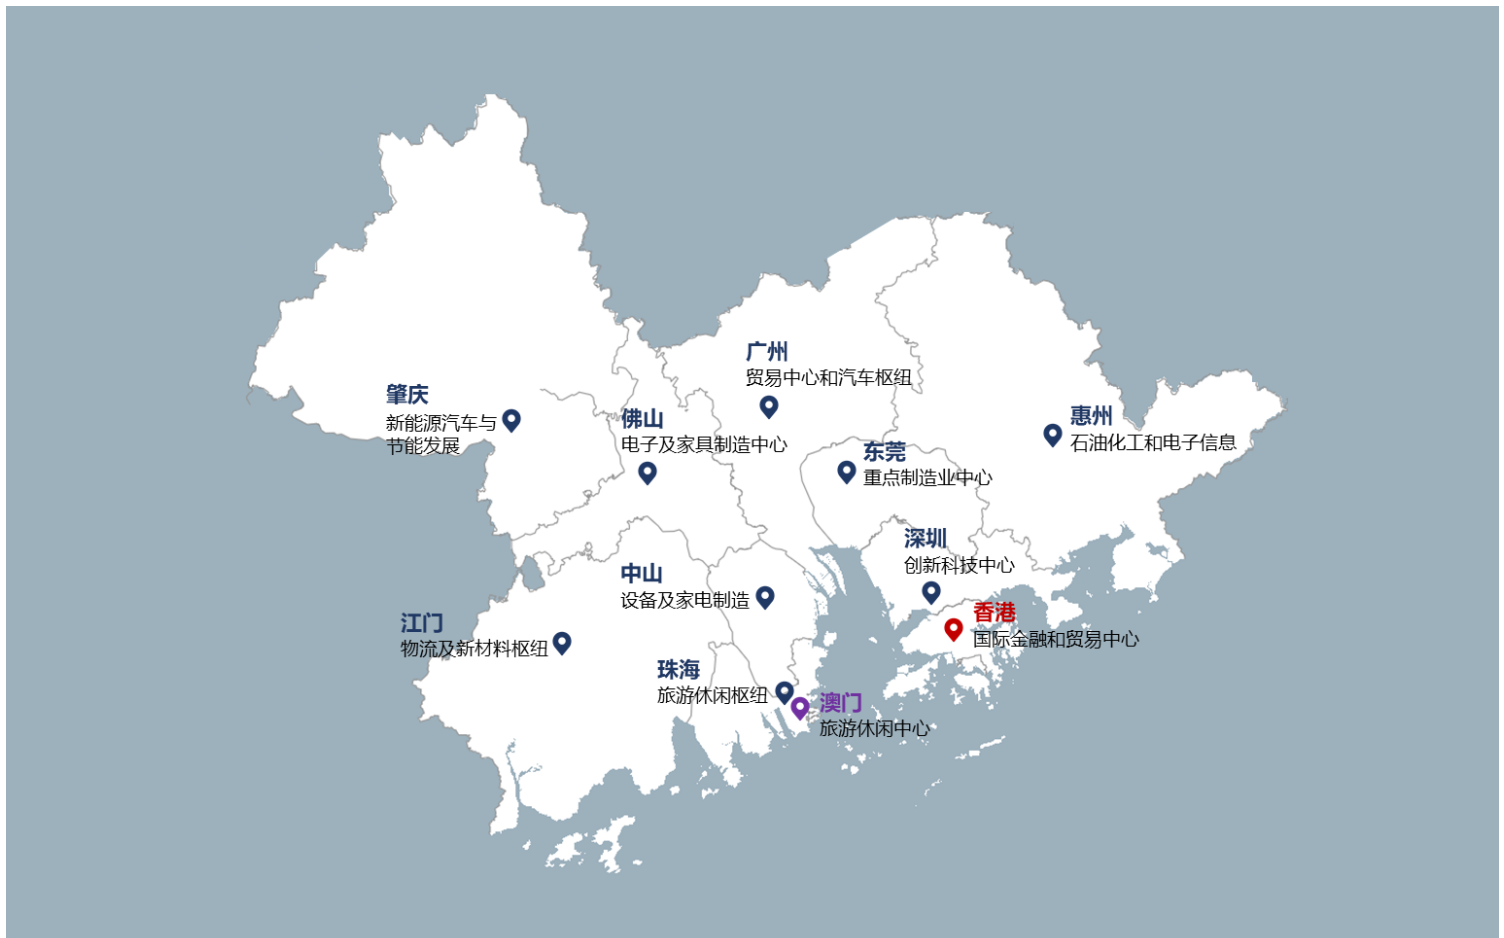 广州
贸易中心和汽车枢纽
肇庆
新能源汽车与
节能发展
佛山
电子及家具制造中心
惠州
石油化工和电子信息
东莞
重点制造业中心
深圳
创新科技中心
中山
设备及家电制造
香港
国际金融和贸易中心
江门
物流及新材料枢纽
珠海
旅游休闲枢纽
澳门
旅游休闲中心